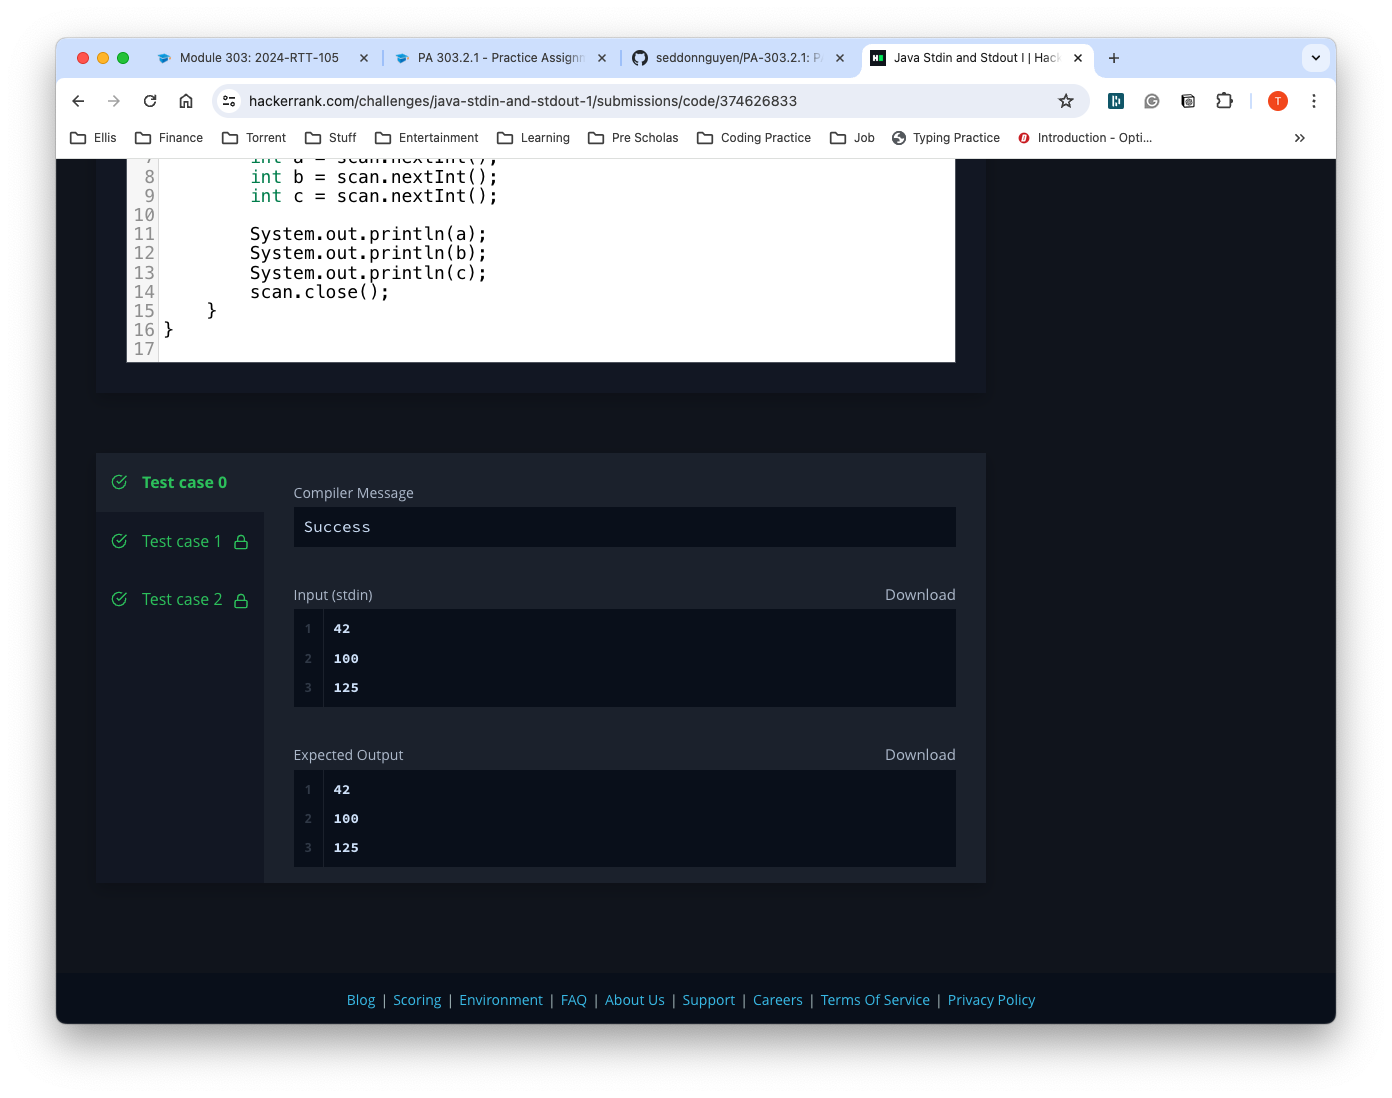 Module 303: 2024-RTT-105
PA 303.2.1 - Practice Assignn
seddonnguyen/PA-303.2.1: P
Java Stdin and Stdout I | Hack
hackerrank.com/challenges/java-stdin-and-stdout-1/submissions/code/374626833
T
Ellis
Finance
Torrent
Stuff
Entertainment
Learning
Pre Scholas
Coding Practice
Job
Typing Practice
Introduction - Opti...
7 int a = scan.nextInt();
8 int b = scan.nextInt();
9 int c = scan.nextInt();
10
11 System.out.println(a);
12 System.out.println(b);
13 System.out.println(c);
14 scan.close();
15 }
16 }
17
Test case 0
Test case 1
Test case 2
Compiler Message
Success
Input (stdin) Download
1 42
2 100
3 125
Expected Output Download
1 42
2 100
3 125
Blog | Scoring | Environment | FAQ | About Us | Support | Careers | Terms Of Service | Privacy Policy